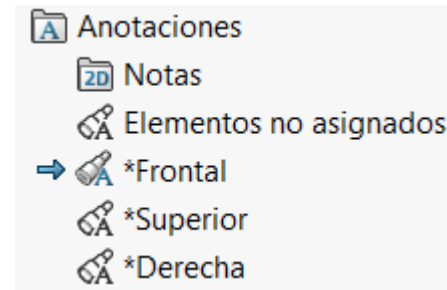 Anotaciones
Notas
Elementos no asignados
*Frontal
*Superior
*Derecha